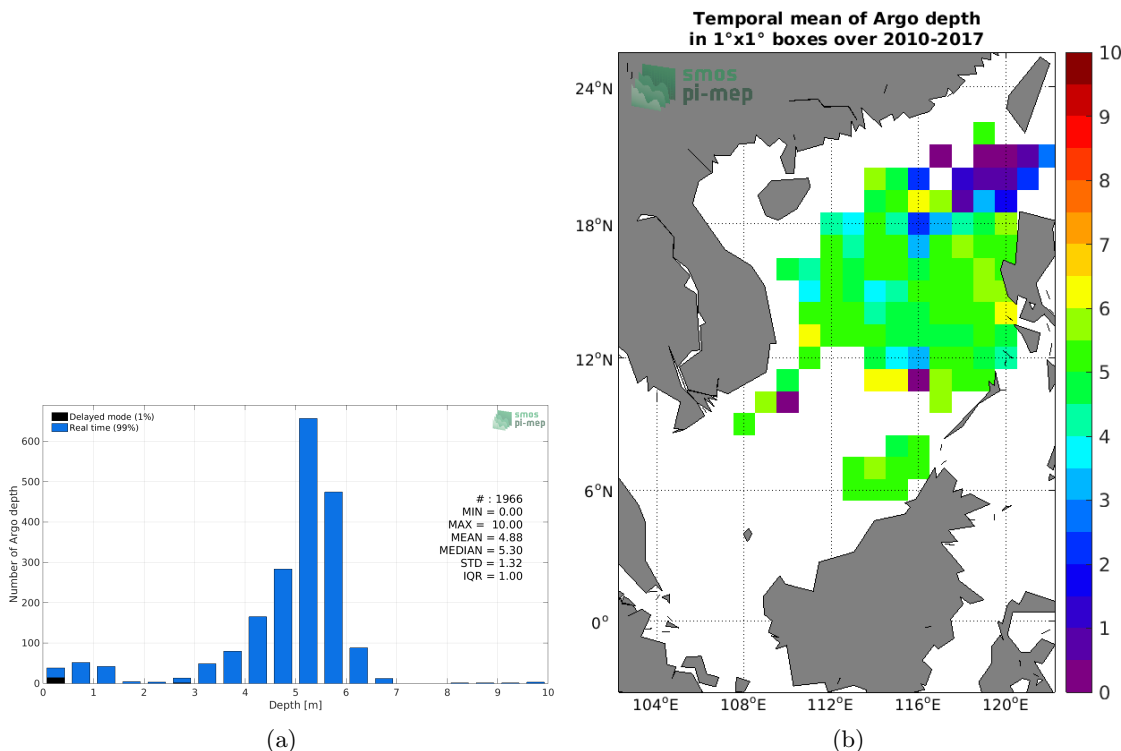 Delayed mode (1%)
Real time (99%)
smos
pi-mep
Number of Argo depth
600
500
400
300
200
100
0
# : 1966
MIN = 0.00
MAX = 10.00
MEAN = 4.88
MEDIAN = 5.30
STD = 1.32
IQR = 1.00
0 1 2 3 4 5 6 7 8 9 10
Depth [m]
(a)
Temporal mean of Argo depth
in 1°x1° boxes over 2010-2017
smos
pi-mep
24°N
18°N
12°N
6°N
0°
104°E 108°E 112°E 116°E 120°E
10
9
8
7
6
5
4
3
2
1
0
(b)